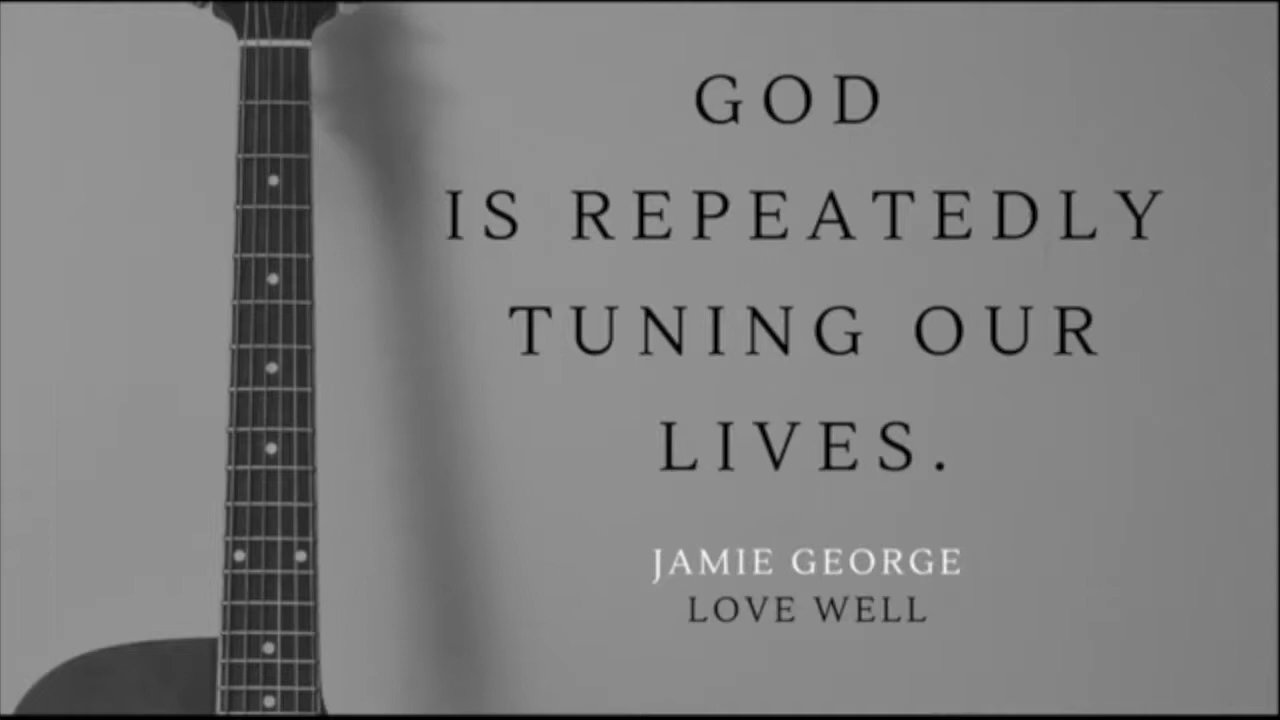 GOD
IS REPEATEDLY
TUNING OUR
LIVES.
JAMIE GEORGE
LOVE WELL